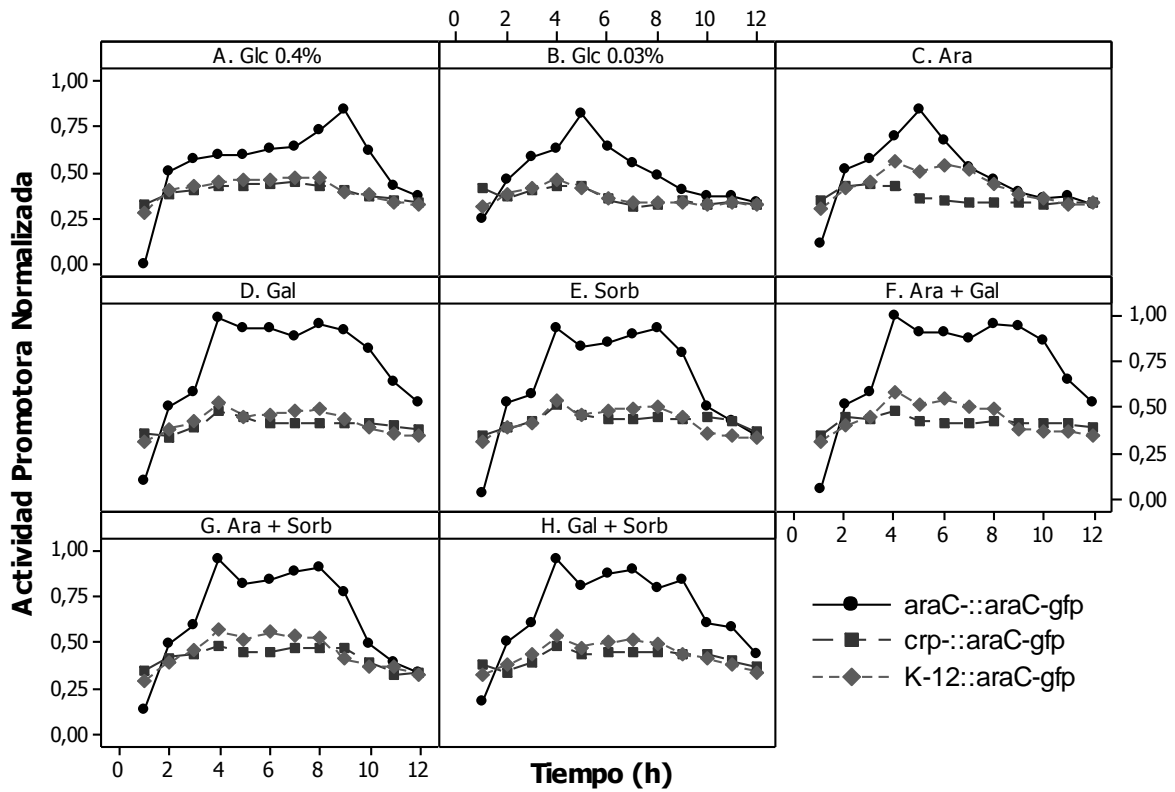 0 2 4 6 8 10 12
A. Glc 0.4%
B. Glc 0.03%
C. Ara
1,00
0,75
0,50
0,25
0,00
D. Gal
E. Sorb
F. Ara + Gal
1,00
0,75
0,50
0,25
0,00
G. Ara + Sorb
H. Gal + Sorb
0 2 4 6 8 10 12
1,00
0,75
0,50
0,25
0,00
araC-::araC-gfp
crp-::araC-gfp
K-12::araC-gfp
0 2 4 6 8 10 12
Tiempo (h)
Actividad Promotora Normalizada